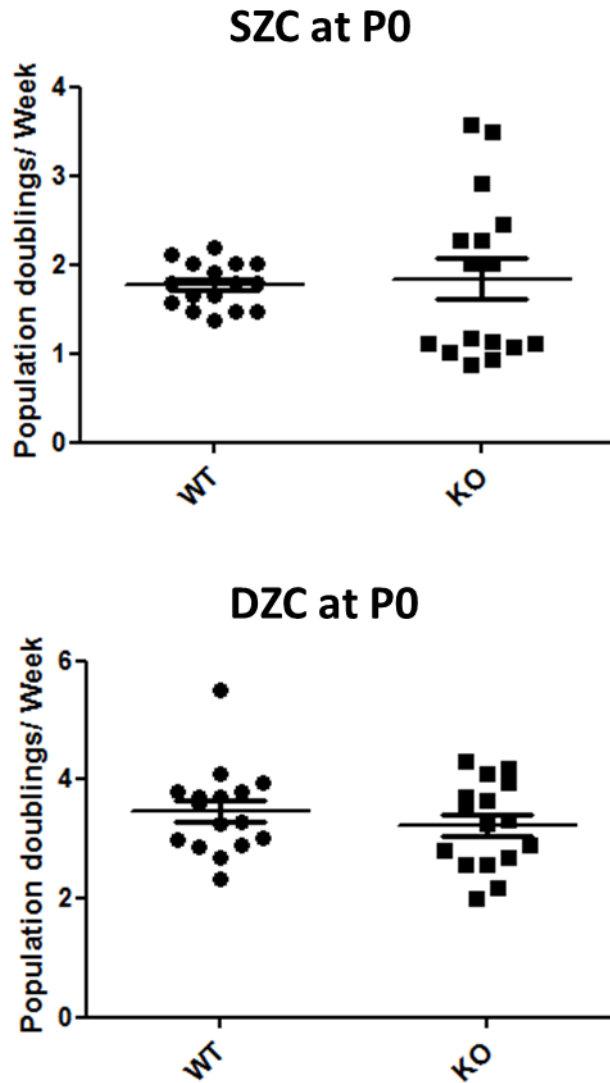 SZC at P0
Population doublings/ Week
4
3
2
1
0
WT
KO
DZC at P0
Population doublings/ Week
6
4
2
0
WT
KO